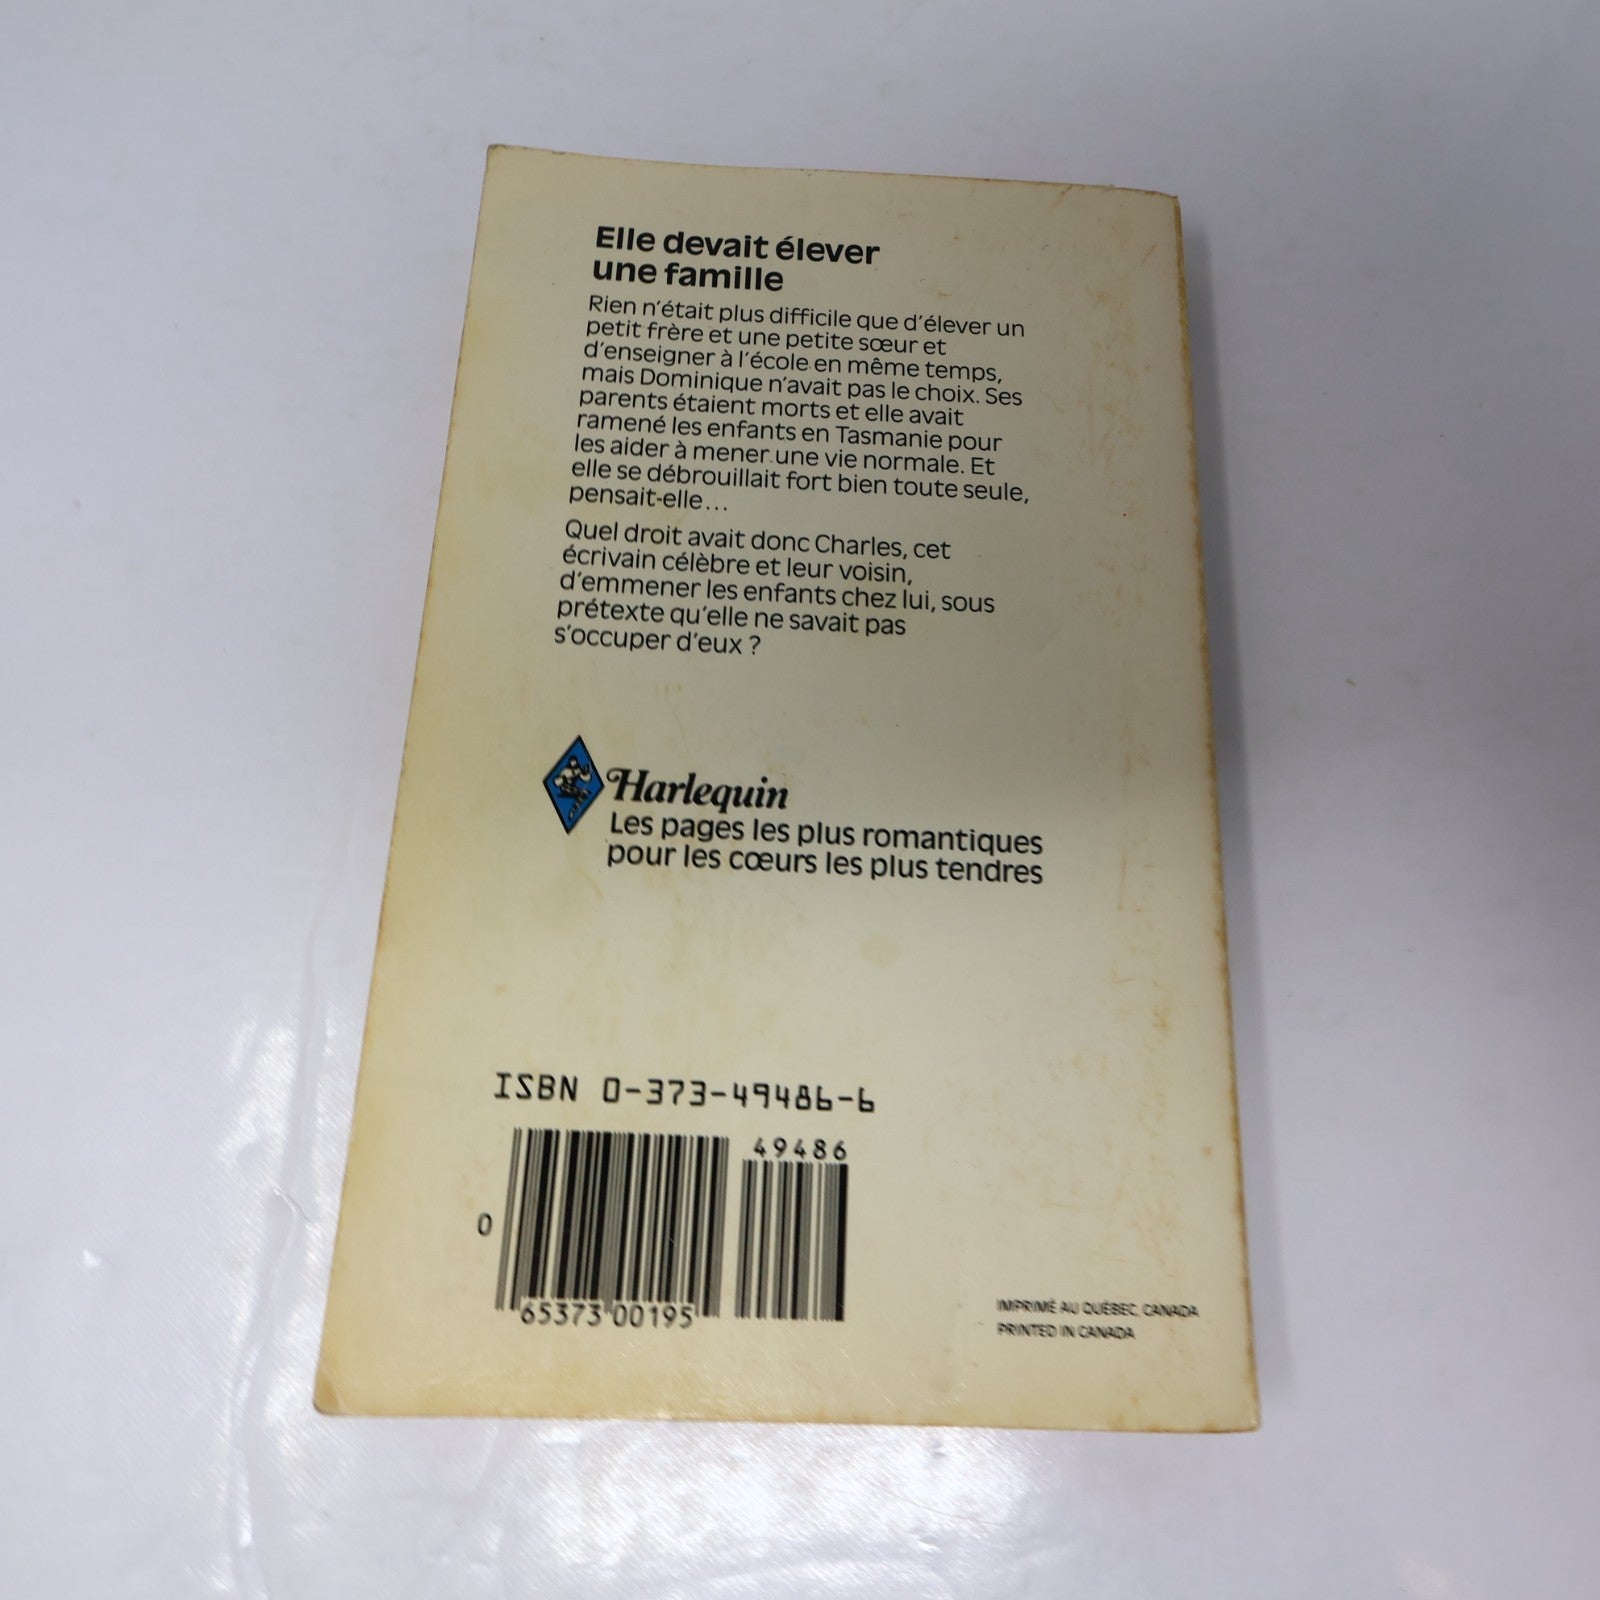 Elle devait élever
une famille
Rien n'était plus difficile que d'élever un
petit frère et une petite sœur et
d'enseigner à l'école en même temps,
mais Dominique n'avait pas le choix. Ses
parents étaient morts et elle avait
ramené les enfants en Tasmanie pour
les aider à mener une vie normale. Et
elle se débrouillait fort bien toute seule,
pensait-elle...
Quel droit avait donc Charles, cet
écrivain célèbre et leur voisin,
d'emmener les enfants chez lui, sous
prétexte qu'elle ne savait pas
s'occuper d'eux ?
Harlequin
Les pages les plus romantiques
pour les cœurs les plus tendres
ISBN 0-373-49486-6
49486
0
65373 00195
IMPRIMÉ AU QUÉBEC, CANADA
PRINTED IN CANADA